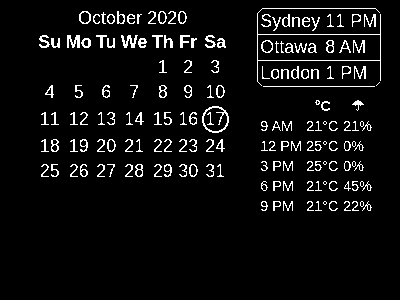 October 2020
Su Mo Tu We Th Fr Sa
1 2 3
4 5 6 7 8 9 10
11 12 13 14 15 16 17
18 19 20 21 22 23 24
25 26 27 28 29 30 31
Sydney 11 PM
Ottawa 8 AM
London 1 PM
°C ☂
9 AM 21°C 21%
12 PM 25°C 0%
3 PM 25°C 0%
6 PM 21°C 45%
9 PM 21°C 22%